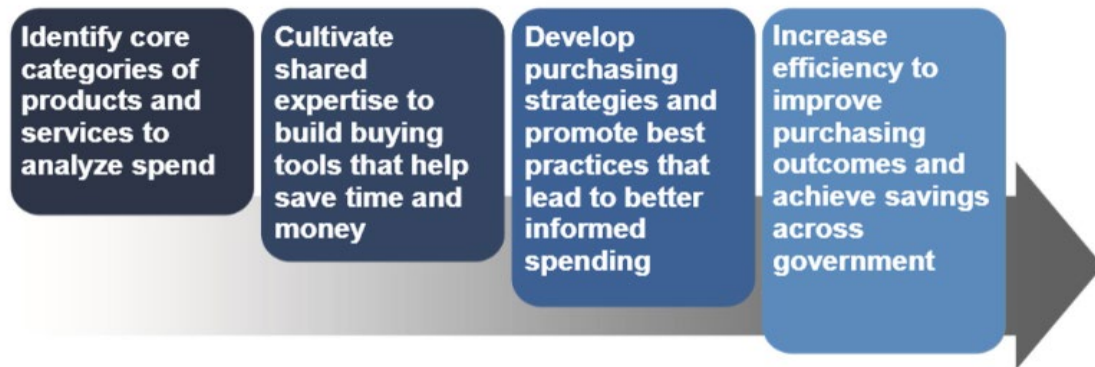 Identify core
categories of
products and
services to
analyze spend
Cultivate
shared
expertise to
build buying
tools that help
save time and
money
Develop
purchasing
strategies and
promote best
practices that
lead to better
informed
spending
Increase
efficiency to
improve
purchasing
outcomes and
achieve savings
across
government